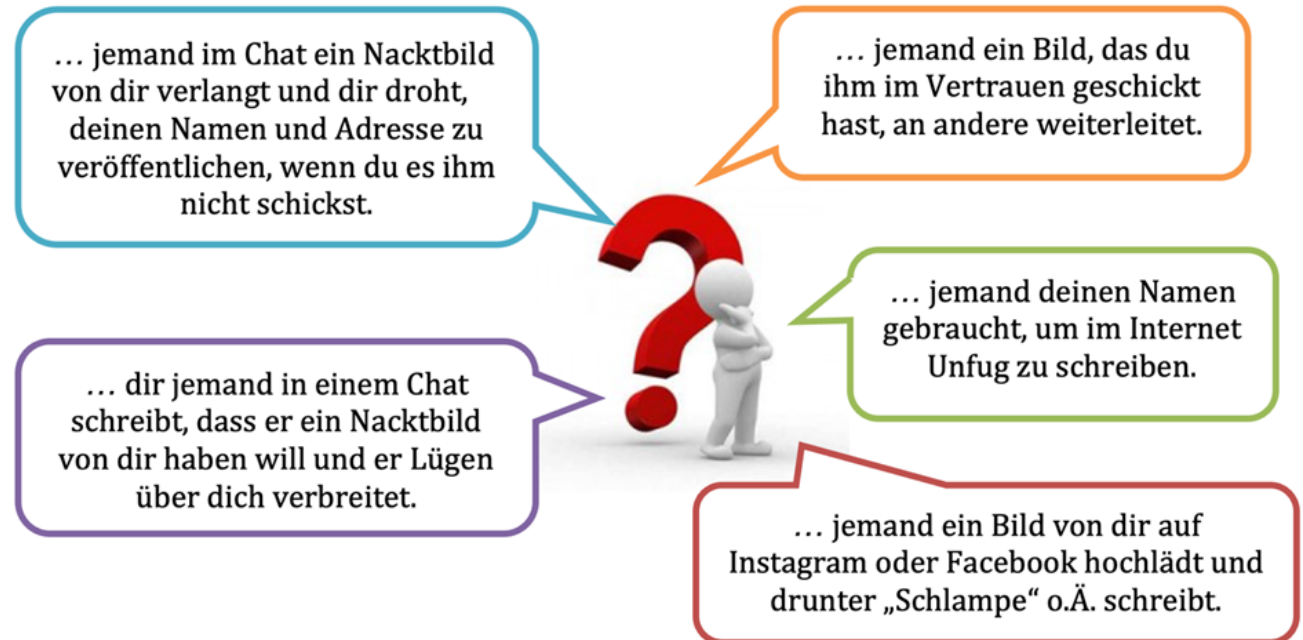 … jemand im Chat ein Nacktbild
von dir verlangt und dir droht,
deinen Namen und Adresse zu
veröffentlichen, wenn du es ihm
nicht schickst.
… jemand ein Bild, das du
ihm im Vertrauen geschickt
hast, an andere weiterleitet.
… jemand deinen Namen
gebraucht, um im Internet
Unfug zu schreiben.
… dir jemand in einem Chat
schreibt, dass er ein Nacktbild
von dir haben will und er Lügen
über dich verbreitet.
… jemand ein Bild von dir auf
Instagram oder Facebook hochlädt und
drunter „Schlampe“ o.Ä. schreibt.